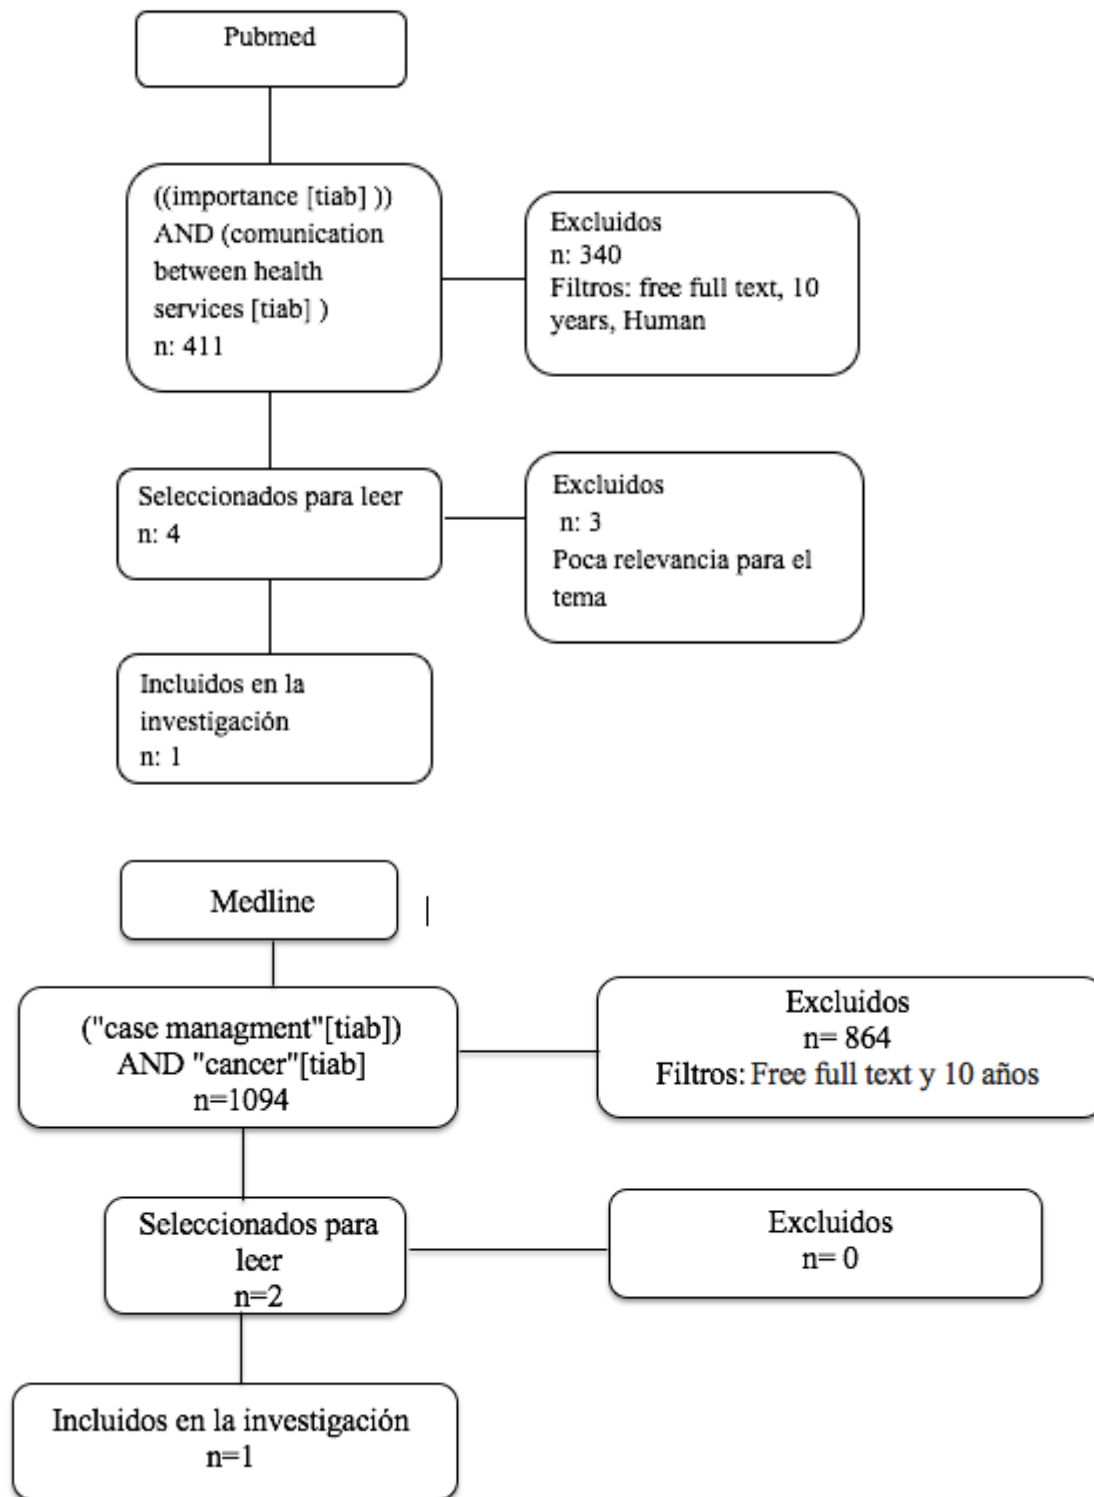 Pubmed
((importance [tiab] ))
AND (comunication
between health
services [tiab] )
n: 411
Excluidos
n: 340
Filtros: free full text, 10
years, Human
Seleccionados para leer
n: 4
Excluidos
n: 3
Poca relevancia para el
tema
Incluidos en la
investigación
n: 1
Medline
("case managment"[tiab])
AND "cancer"[tiab]
n=1094
Excluidos
n= 864
Filtros: Free full text y 10 años
Seleccionados para
leer
n=2
Excluidos
n= 0
Incluidos en la investigación
n=1